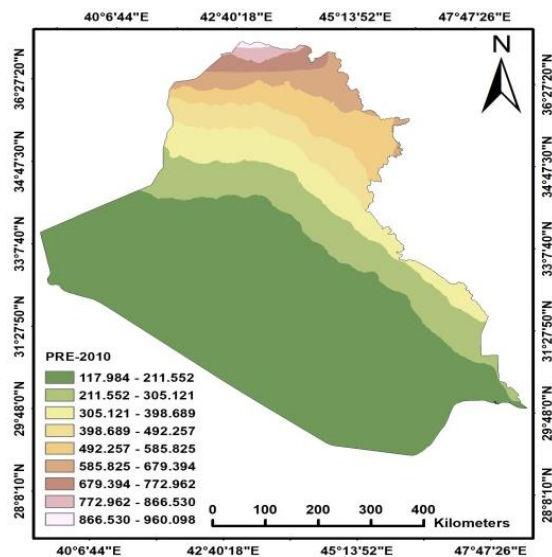 40°6'44"E 42°40'18"E 45°13'52"E 47°47'26"E
N
36°27'20"N 36°27'20"N
34°47'30"N 34°47'30"N
33°7'40"N 33°7'40"N
31°27'50"N 31°27'50"N
29°48'0"N 29°48'0"N
28°8'10"N 28°8'10"N
PRE-2010
117.984 - 211.552
211.552 - 305.121
305.121 - 398.689
398.689 - 492.257
492.257 - 585.825
585.825 - 679.394
679.394 - 772.962
772.962 - 866.530
866.530 - 960.098
0 100 200 300 400
Kilometers
40°6'44"E 42°40'18"E 45°13'52"E 47°47'26"E